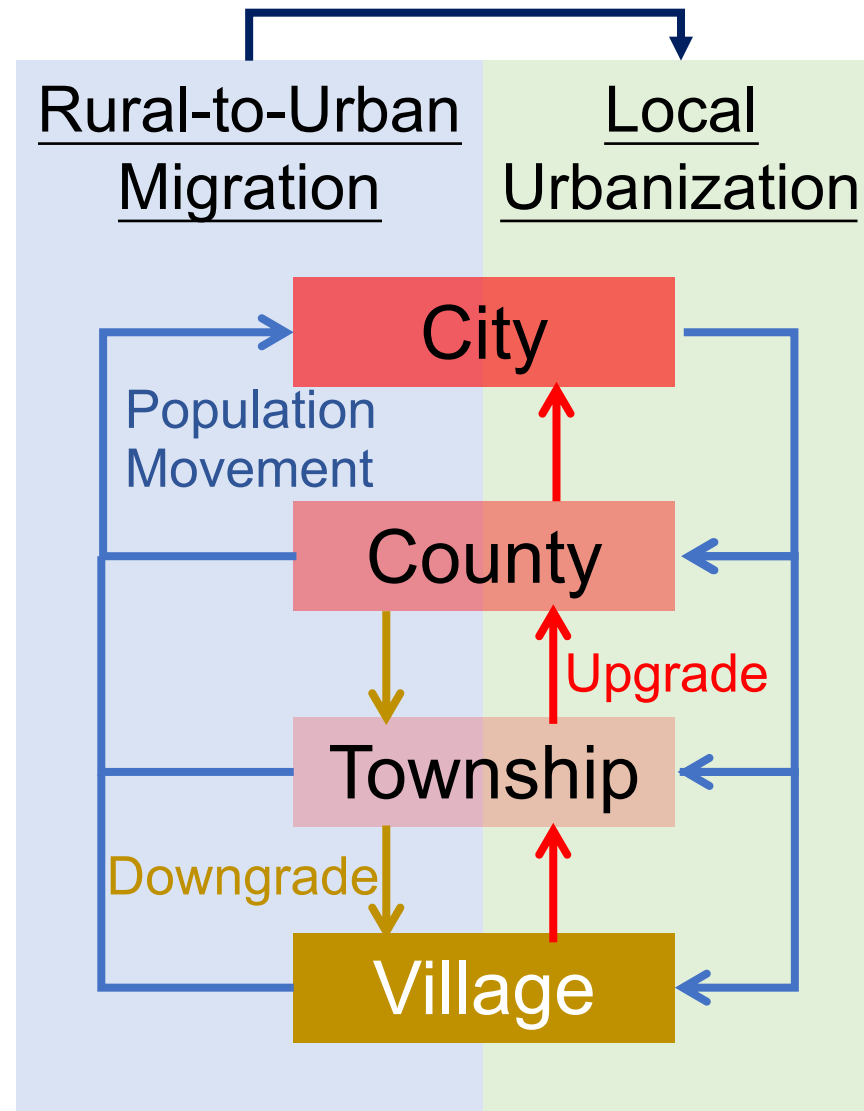 Rural-to-Urban
Migration
Local
Urbanization
City
Population
Movement
County
Upgrade
Township
Downgrade
Village